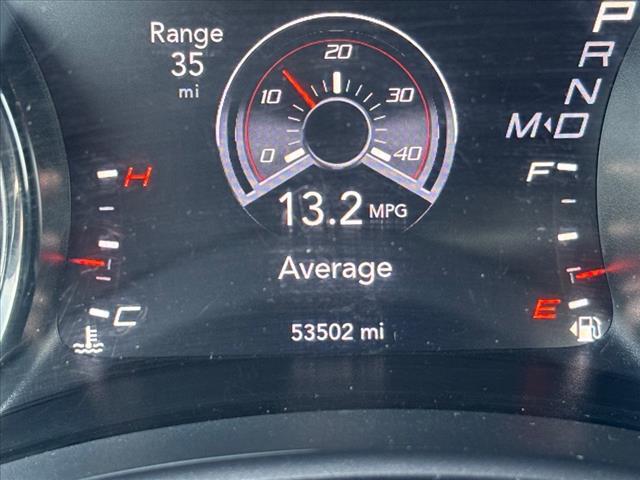 Range
35
mi
P
R
N
M◂D
20
10
30
0
40
13.2 MPG
Average
53502 mi
H
C
F
E